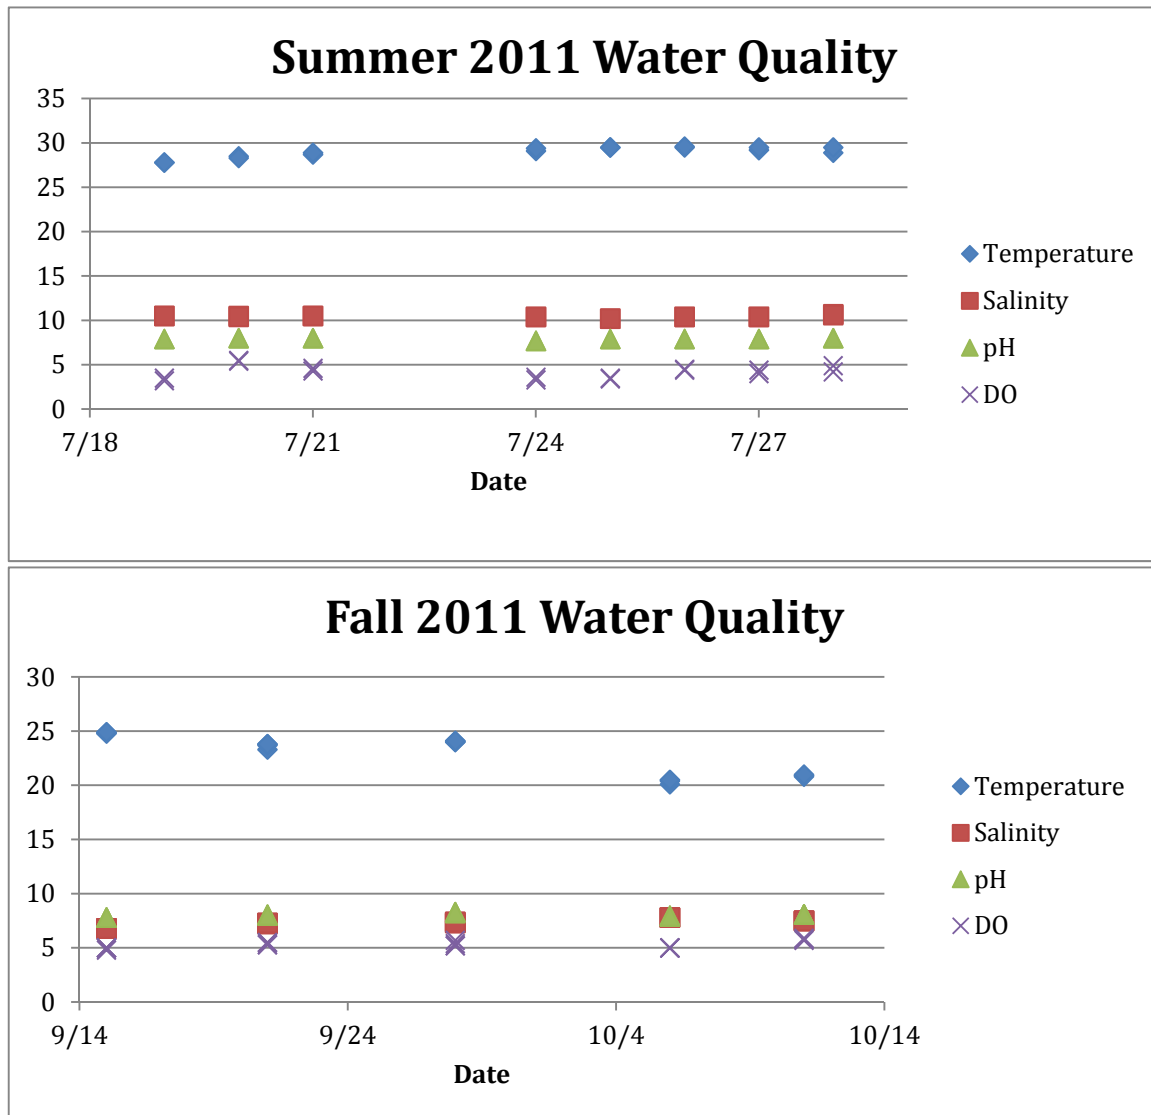 Summer 2011 Water Quality
35
30
25
20
15
10
5
0
7/18 7/21 7/24 7/27
Date
Temperature
Salinity
pH
DO
Fall 2011 Water Quality
30
25
20
15
10
5
0
9/14 9/24 10/4 10/14
Date
Temperature
Salinity
pH
DO